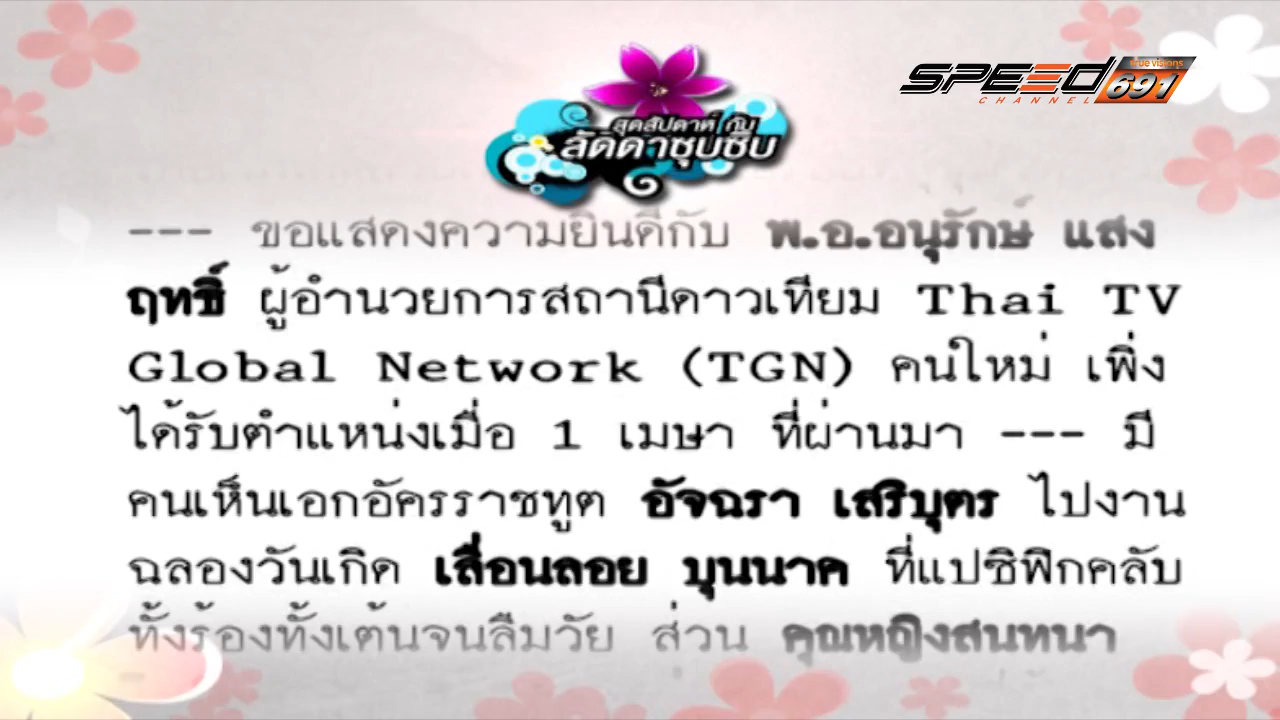 SPEED
CHANNEL
true visions
691
สุดสัปดาห์ กับ
ลัดดาซุบซิบ
--- ขอแสดงความยินดีกับ พ.อ.อนุรักษ์ แสง
ฤทธิ์ ผู้อำนวยการสถานีดาวเทียม Thai TV
Global Network (TGN) คนใหม่ เพิ่ง
ได้รับตำแหน่งเมื่อ 1 เมษา ที่ผ่านมา --- มี
คนเห็นเอกอัครราชทูต อัจฉรา เสริบุตร ไปงาน
ฉลองวันเกิด เลื่อนลอย บุนนาค ที่แปซิฟิกคลับ
ทั้งร้องทั้งเต้นจนลืมวัย ส่วน คุณหญิงสนทนา